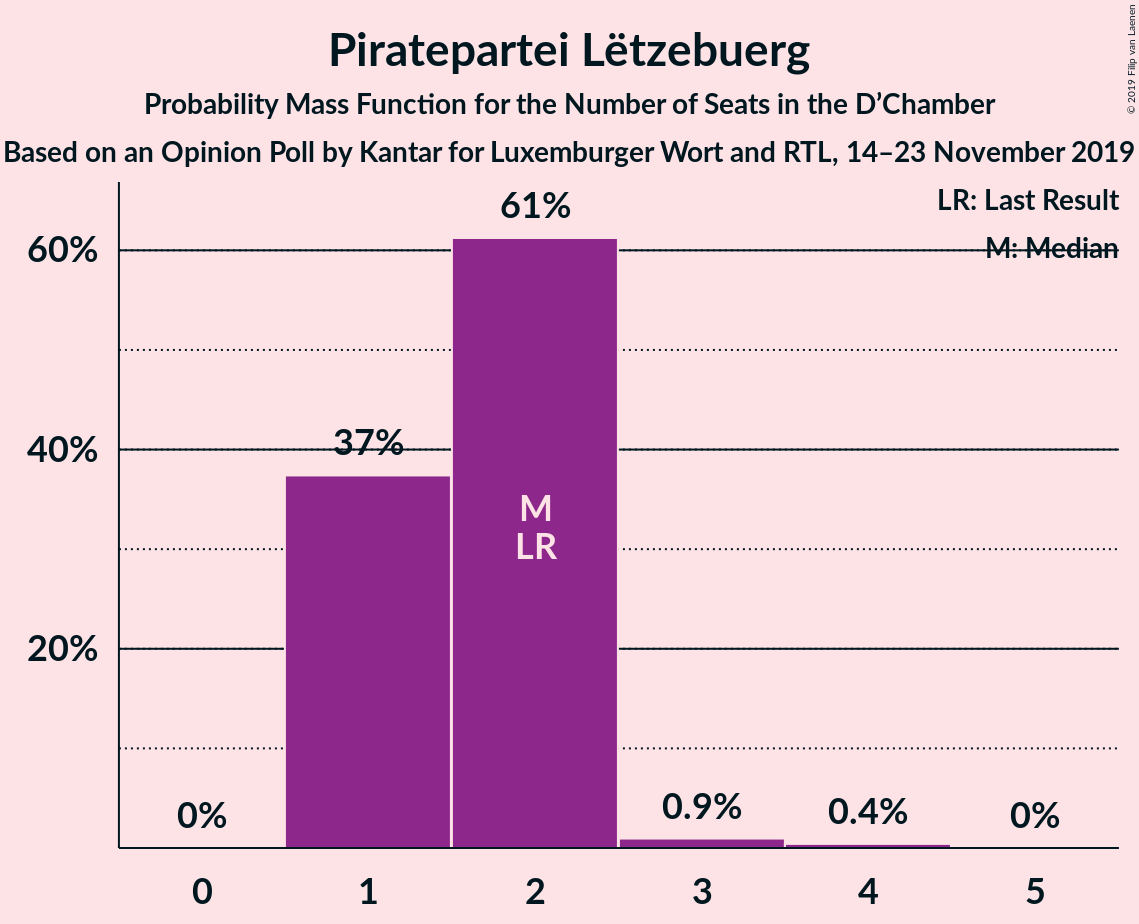 Piratepartei Lëtzebuerg
Probability Mass Function for the Number of Seats in the D’Chamber
Based on an Opinion Poll by Kantar for Luxemburger Wort and RTL, 14–23 November 2019
© 2019 Filip van Laenen
LR: Last Result
M: Median
61%
60%
37%
40%
M
LR
20%
0%
0.9%
0.4%
0%
0
1
2
3
4
5